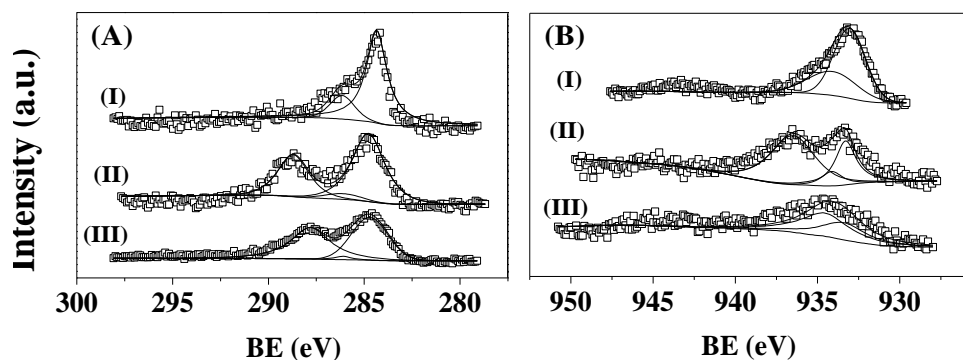 Intensity (a.u.)
(A)
(I)
(II)
(III)
300 295 290 285 280
BE (eV)
(B)
(I)
(II)
(III)
950 945 940 935 930
BE (eV)